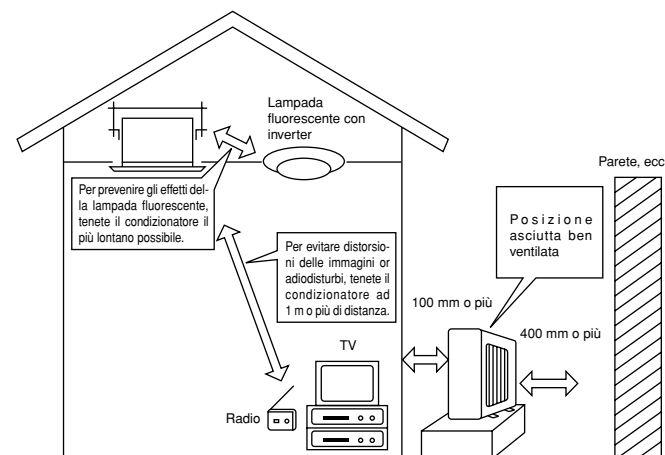 Lampada
fluorescente con
inverter
Parete, ecc
Per prevenire gli effetti del-
la lampada fluorescente,
tenete il condizionatore il
più lontano possibile.
Posizione
asciutta ben
ventilata
Per evitare distorsio-
ni delle immagini or
adiodisturbi, tenete il
condizionatore ad
1 m o più di distanza.
100 mm o più
400 mm o più
TV
Radio